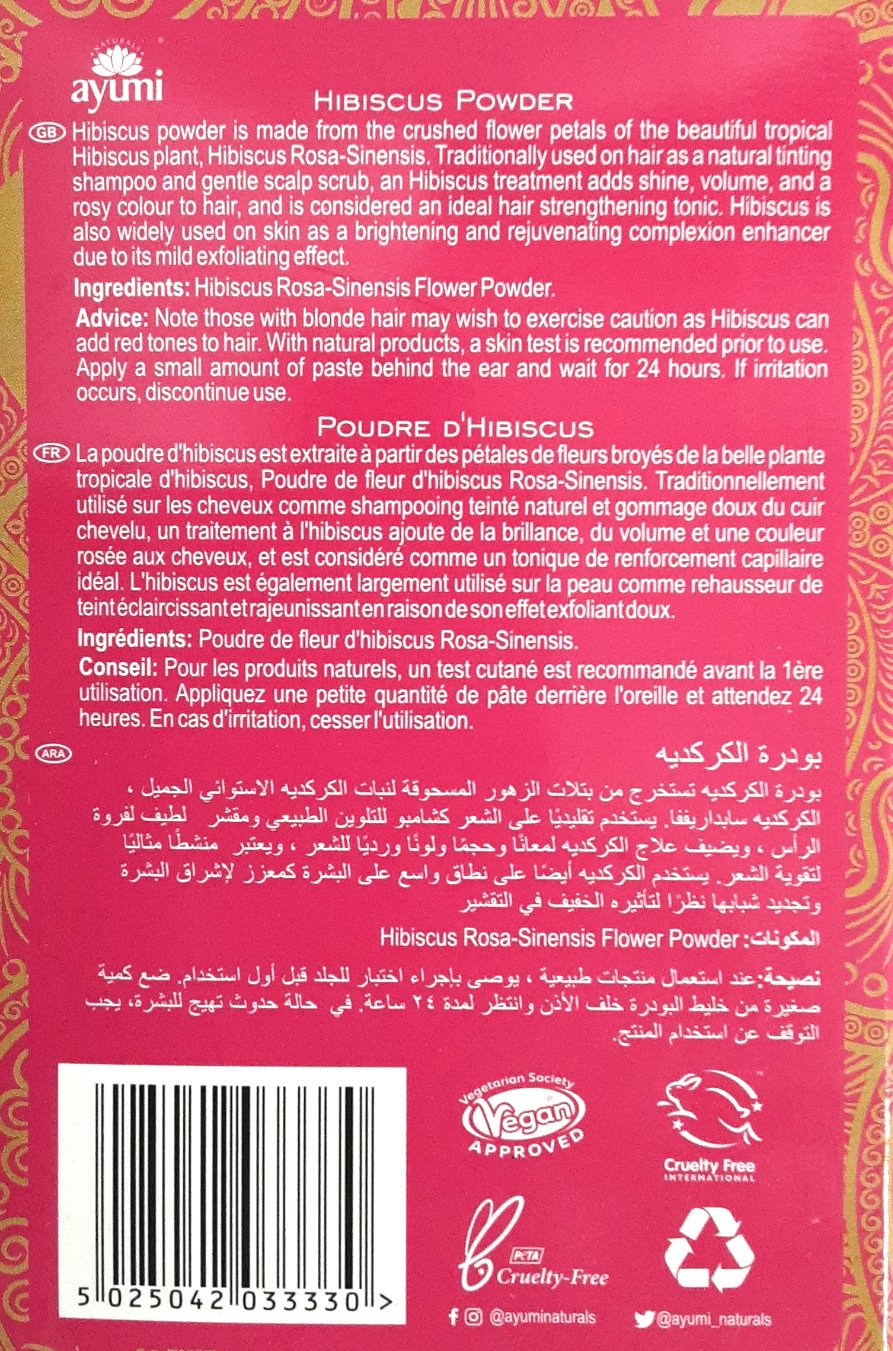 NATURALS
ayumi
HIBISCUS POWDER
GB Hibiscus powder is made from the crushed flower petals of the beautiful tropical
Hibiscus plant, Hibiscus Rosa-Sinensis. Traditionally used on hair as a natural tinting
shampoo and gentle scalp scrub, an Hibiscus treatment adds shine, volume, and a
rosy colour to hair, and is considered an ideal hair strengthening tonic. Hibiscus is
also widely used on skin as a brightening and rejuvenating complexion enhancer
due to its mild exfoliating effect.
Ingredients: Hibiscus Rosa-Sinensis Flower Powder.
Advice: Note those with blonde hair may wish to exercise caution as Hibiscus can
add red tones to hair. With natural products, a skin test is recommended prior to use.
Apply a small amount of paste behind the ear and wait for 24 hours. If irritation
occurs, discontinue use.
POUDRE D'HIBISCUS
FR La poudre d'hibiscus est extraite à partir des pétales de fleurs broyés de la belle plante
tropicale d'hibiscus, Poudre de fleur d'hibiscus Rosa-Sinensis. Traditionnellement
utilisé sur les cheveux comme shampooing teinté naturel et gommage doux du cuir
chevelu, un traitement à l'hibiscus ajoute de la brillance, du volume et une couleur
rosée aux cheveux, et est considéré comme un tonique de renforcement capillaire
idéal. L'hibiscus est également largement utilisé sur la peau comme rehausseur de
teint éclaircissant et rajeunissant en raison de son effet exfoliant doux.
Ingrédients: Poudre de fleur d'hibiscus Rosa-Sinensis.
Conseil: Pour les produits naturels, un test cutané est recommandé avant la 1ère
utilisation. Appliquez une petite quantité de pâte derrière l'oreille et attendez 24
heures. En cas d'irritation, cesser l'utilisation.
ARA بودرة الكركديه
بودرة الكركديه تستخرج من بتلات الزهور المسحوقة لنبات الكركديه الاستوائي الجميل ،
الكركديه سابداريففا. يستخدم تقليديًا على الشعر كشامبو للتلوين الطبيعي ومقشر لطيف لفروة
الرأس ، ويضيف علاج الكركديه لمعانًا وحجمًا ولونًا ورديًا للشعر ، ويعتبر منشطًا مثاليًا
لتقوية الشعر. يستخدم الكركديه أيضًا على نطاق واسع على البشرة كمعزز لإشراق البشرة
وتجديد شبابها نظرًا لتأثيره الخفيف في التقشير
المكونات: Hibiscus Rosa-Sinensis Flower Powder
نصيحة: عند استعمال منتجات طبيعية ، يوصى بإجراء اختبار للجلد قبل أول استخدام. ضع كمية
صغيرة من خليط البودرة خلف الأذن وانتظر لمدة ٢٤ ساعة. في حالة حدوث تهيج للبشرة، يجب
التوقف عن استخدام المنتج.
Vegetarian Society
Vegan
APPROVED
Cruelty Free
INTERNATIONAL
PETA
Cruelty-Free
5 025042 033330 >
@ayuminaturals
@ayumi_naturals